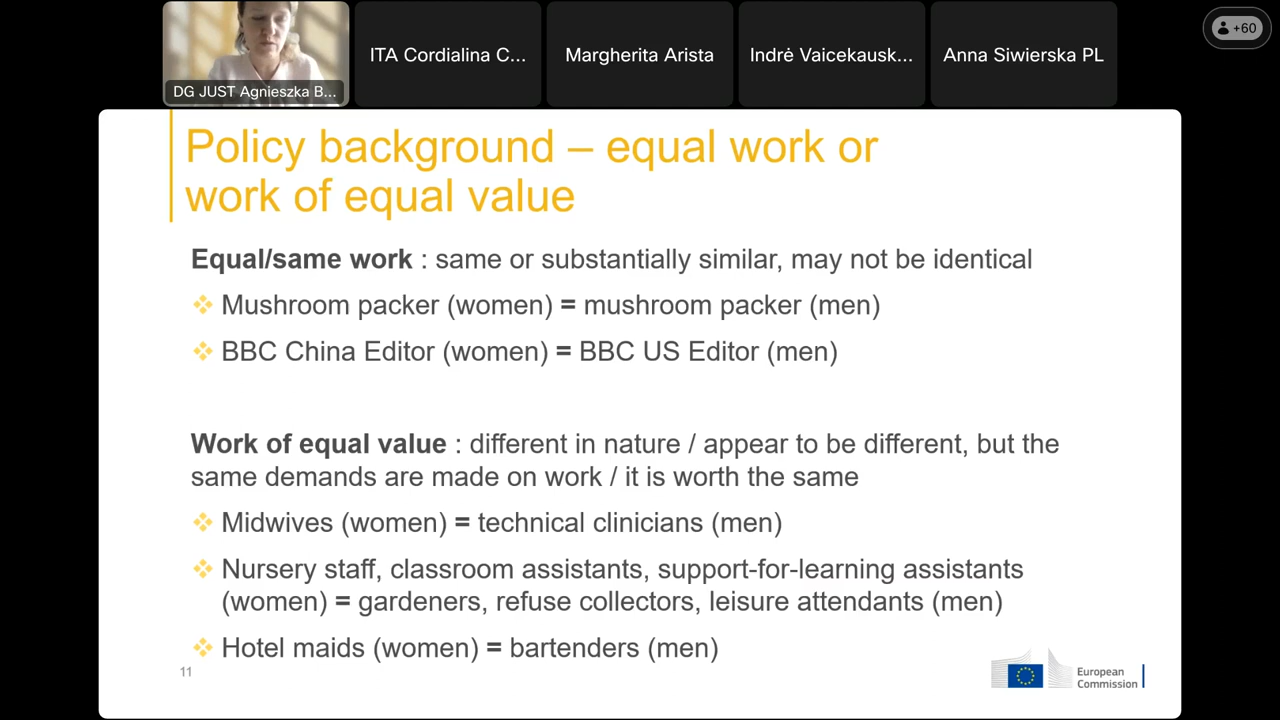 +60
ITA Cordialina C...
Margherita Arista
Indrė Vaicekausk...
Anna Siwierska PL
DG JUST Agnieszka B...
Policy background – equal work or
work of equal value
Equal/same work : same or substantially similar, may not be identical
Mushroom packer (women) = mushroom packer (men)
BBC China Editor (women) = BBC US Editor (men)
Work of equal value : different in nature / appear to be different, but the
same demands are made on work / it is worth the same
Midwives (women) = technical clinicians (men)
Nursery staff, classroom assistants, support-for-learning assistants
(women) = gardeners, refuse collectors, leisure attendants (men)
Hotel maids (women) = bartenders (men)
11
European
Commission